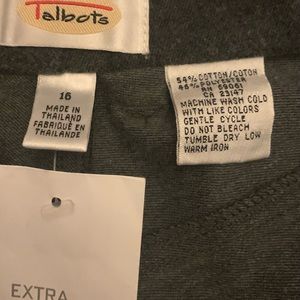 Talbots
16
MADE IN
THAILAND
FABRIQUÉ EN
THAILANDE
54% COTTON/COTON
46% POLYESTER
RN 59061
CA 23147
MACHINE WASH COLD
WITH LIKE COLORS
GENTLE CYCLE
DO NOT BLEACH
TUMBLE DRY LOW
WARM IRON
EXTRA